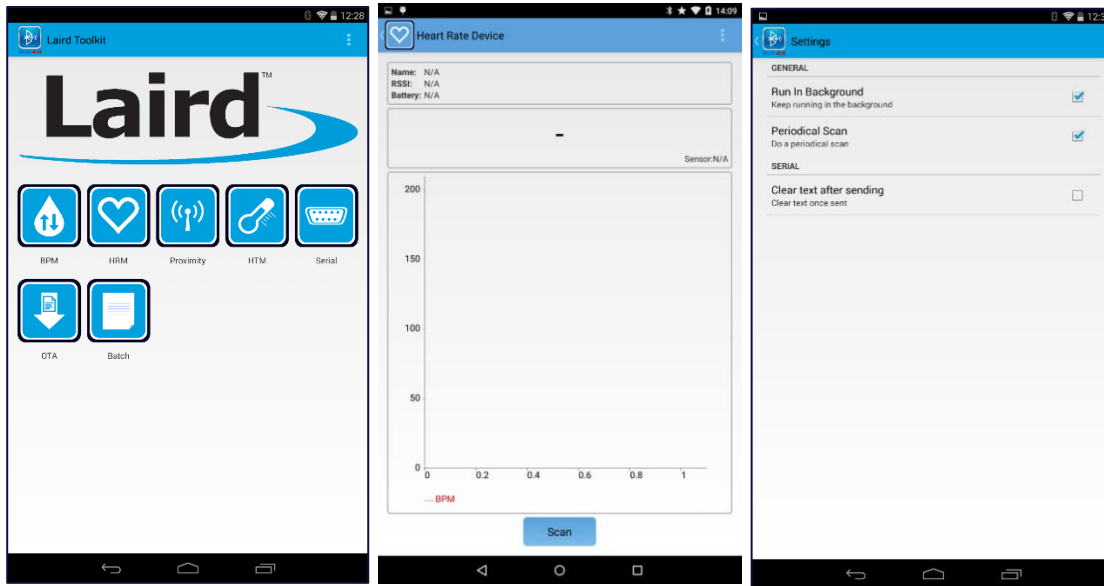 12:28
Laird Toolkit
Laird™
BPM
HRM
Proximity
HTM
Serial
OTA
Batch
14:09
Heart Rate Device
Name: N/A
RSSI: N/A
Battery: N/A
-
Sensor:N/A
200
150
100
50
0
0 0.2 0.4 0.6 0.8 1
BPM
Scan
Settings
GENERAL
Run In Background
Keep running in the background
Periodical Scan
Do a periodical scan
SERIAL
Clear text after sending
Clear text once sent